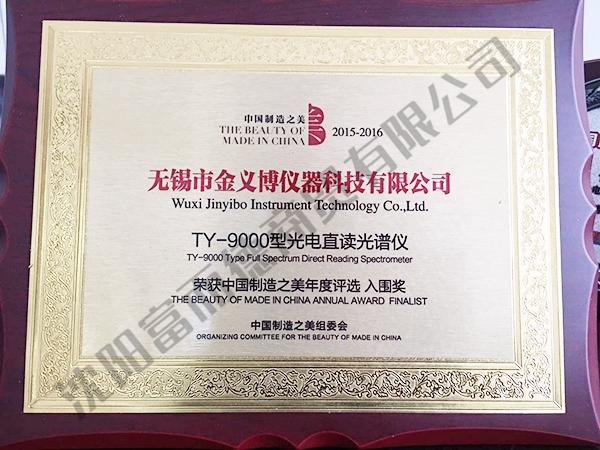 中国制造之美
THE BEAUTY OF
MADE IN CHINA
2015-2016
无锡市金义博仪器科技有限公司
Wuxi Jinyibo Instrument Technology Co.,Ltd.
TY-9000型光电直读光谱仪
TY-9000 Type Full Spectrum Direct Reading Spectrometer
荣获中国制造之美年度评选 入围奖
THE BEAUTY OF MADE IN CHINA ANNUAL AWARD FINALIST
中国制造之美组委会
ORGANIZING COMMITTEE FOR THE BEAUTY OF MADE IN CHINA
沈阳富丽德商贸有限公司